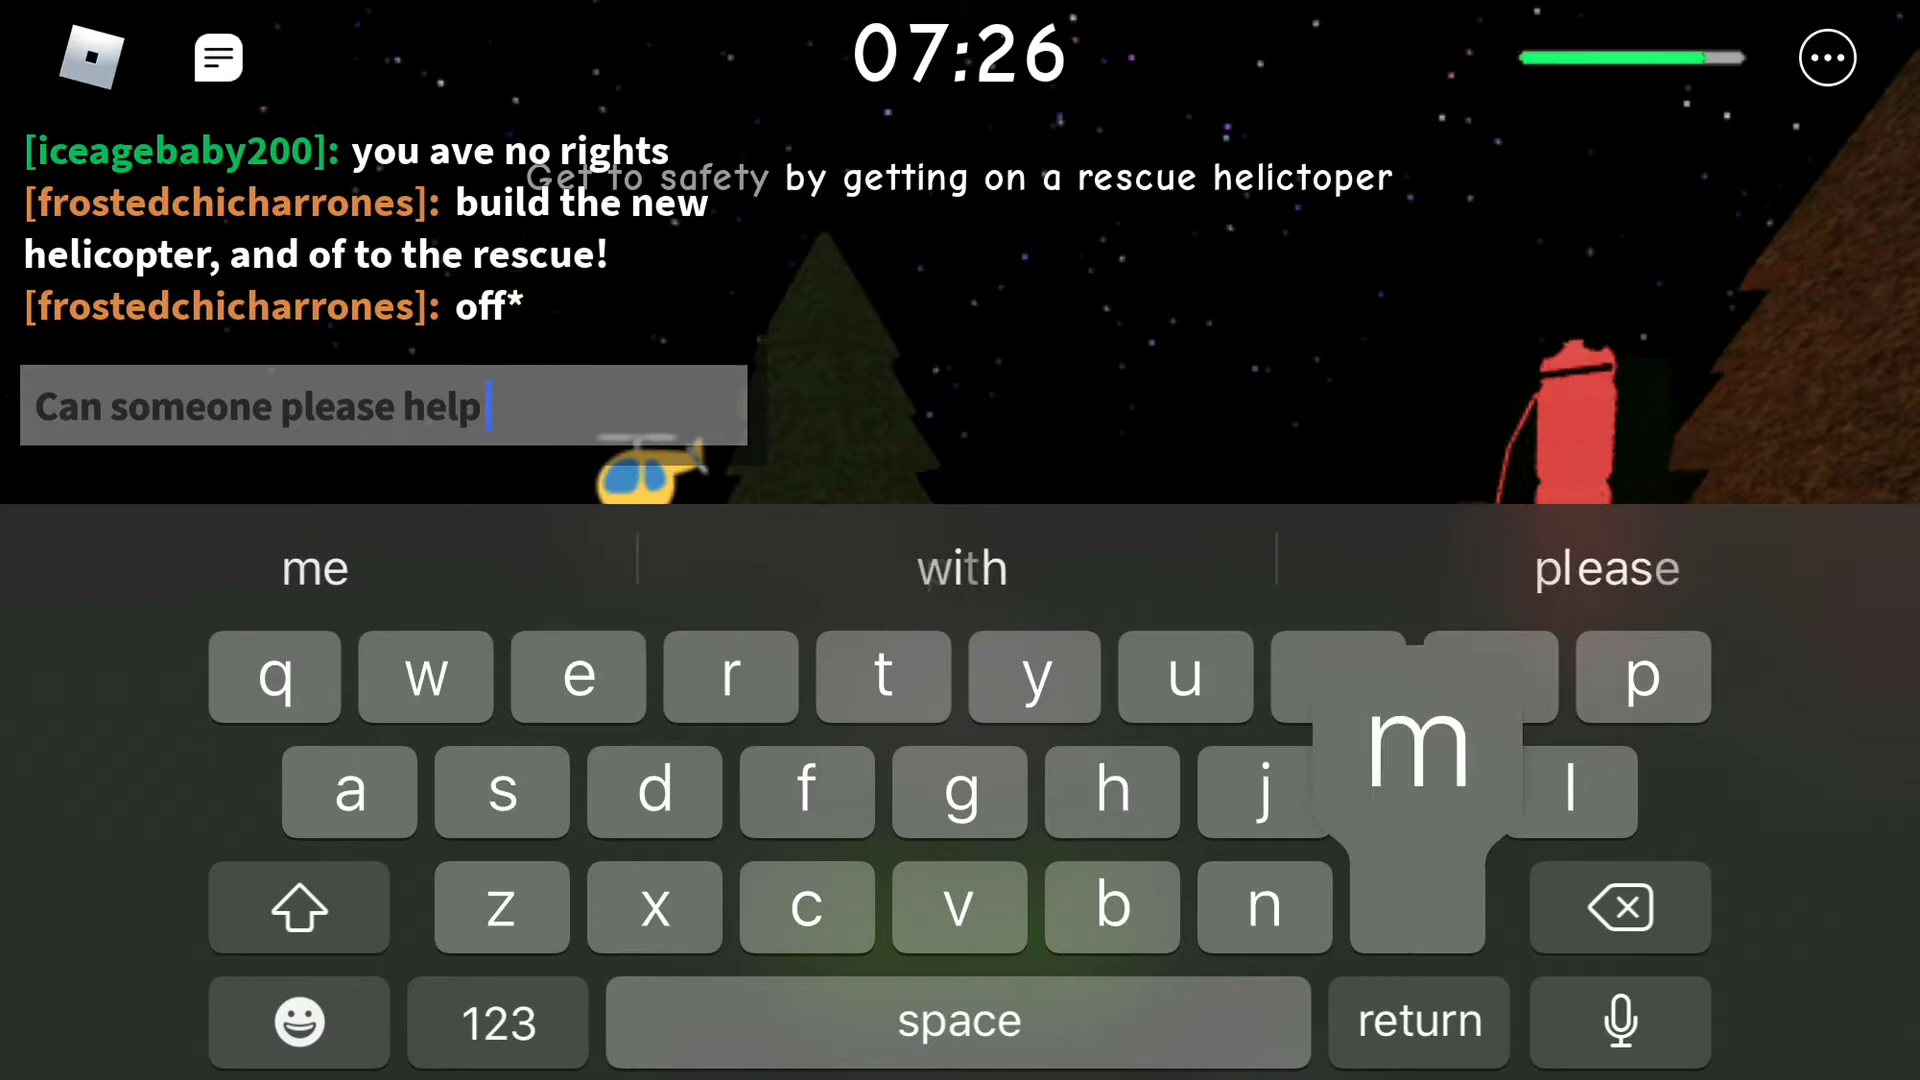 07:26
[iceagebaby200]: you ave no rights
Get to safety by getting on a rescue helictoper
[frostedchicharrones]: build the new
helicopter, and of to the rescue!
[frostedchicharrones]: off*
Can someone please help
me with please
q w e r t y u p
a s d f g h j m l
z x c v b n
123 space return